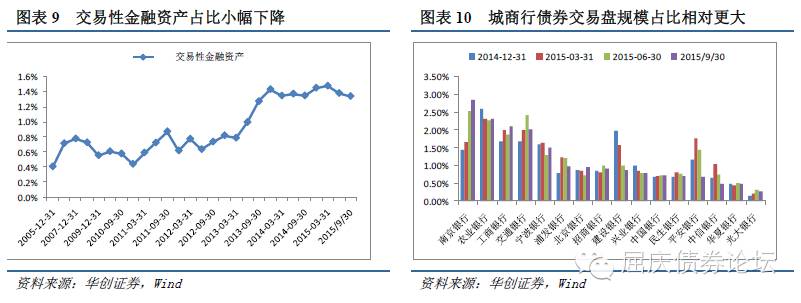 图表 9 交易性金融资产占比小幅下降
交易性金融资产
1.6%
1.4%
1.2%
1.0%
0.8%
0.6%
0.4%
0.2%
0.0%
2005-12-31
2007-12-31
2009-12-31
2010-09-30
2011-03-31
2011-09-30
2012-03-31
2012-09-30
2013-03-31
2013-09-30
2014-03-31
2014-09-30
2015-03-31
2015/9/30
资料来源：华创证券，Wind
图表 10 城商行债券交易盘规模占比相对更大
2014-12-31 2015-03-31 2015-06-30 2015/9/30
3.50%
3.00%
2.50%
2.00%
1.50%
1.00%
0.50%
0.00%
南京银行
农业银行
工商银行
交通银行
宁波银行
浦发银行
北京银行
招商银行
建设银行
兴业银行
中国银行
民生银行
平安银行
中信银行
华夏银行
光大银行
资料来源：华创证券，Wind
屈庆债券论坛